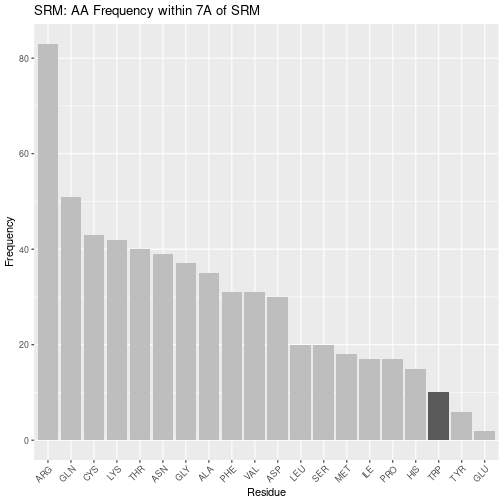 SRM: AA Frequency within 7A of SRM
Frequency
80
60
40
20
0
ARG GLN CYS LYS THR ASN GLY ALA PHE VAL ASP LEU SER MET ILE PRO HIS TRP TYR GLU
Residue